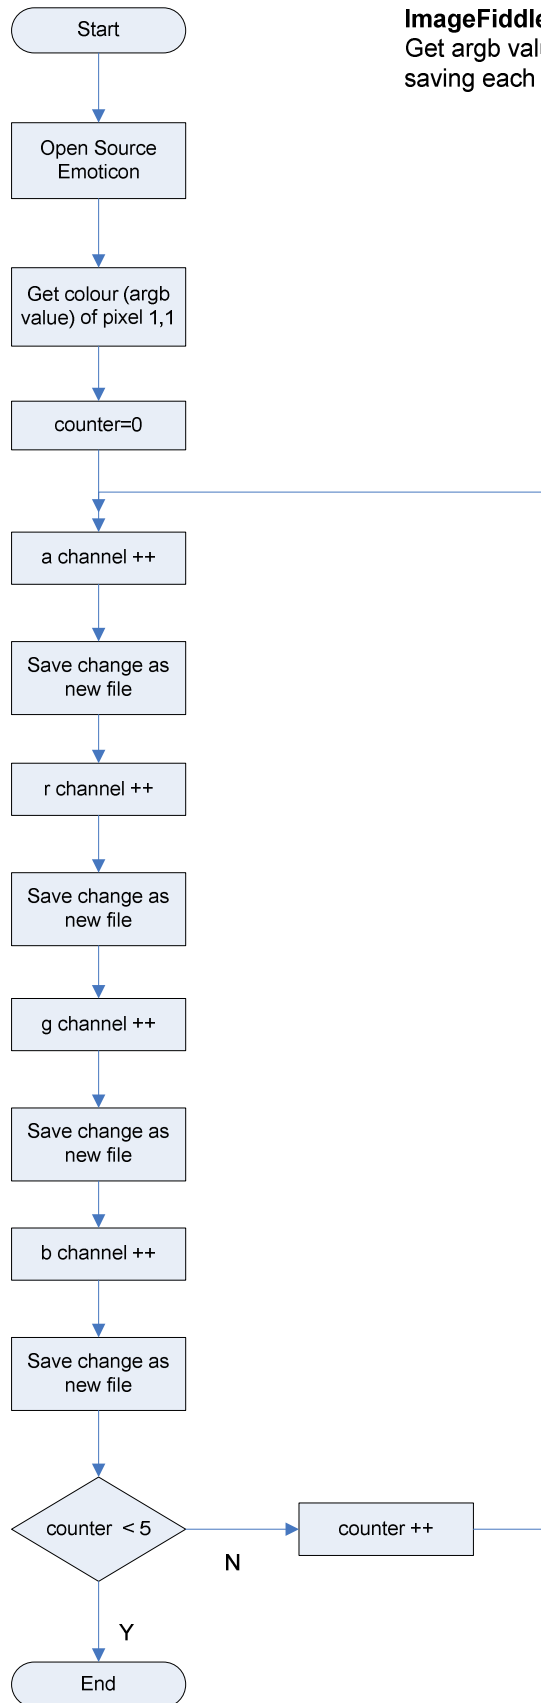 Start
ImageFiddle
Get argb valu
saving each
Open Source
Emoticon
Get colour (argb
value) of pixel 1,1
counter=0
a channel ++
Save change as
new file
r channel ++
Save change as
new file
g channel ++
Save change as
new file
b channel ++
Save change as
new file
counter < 5
counter ++
N
Y
End